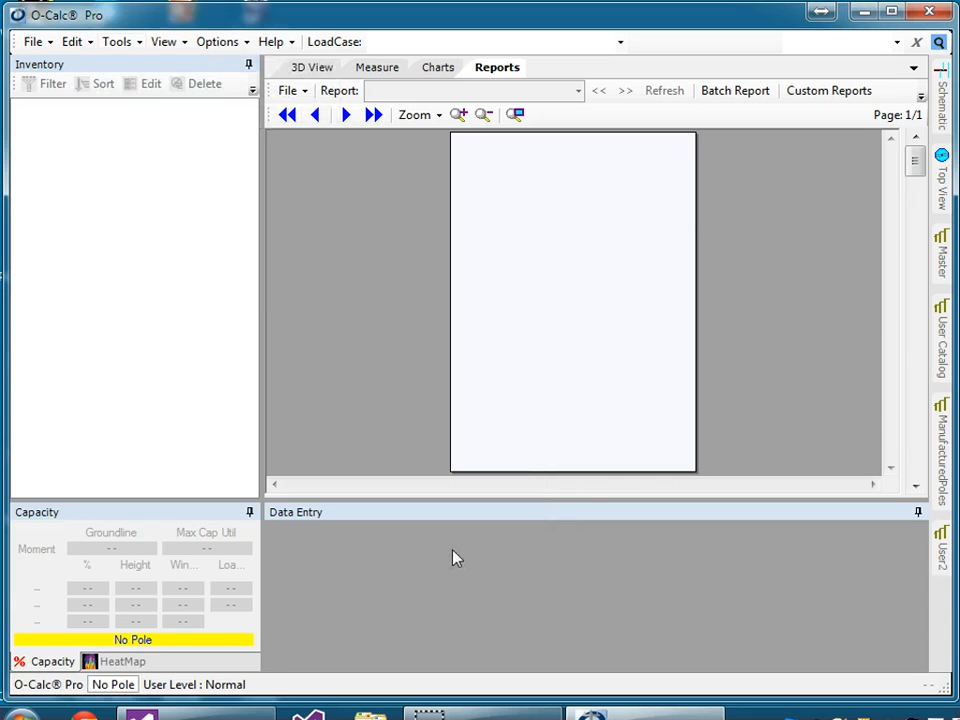 O-Calc® Pro
File Edit Tools View Options Help LoadCase: X
Inventory
Filter Sort Edit Delete
3D View Measure Charts Reports
File Report: << >> Refresh Batch Report Custom Reports
Zoom Page: 1/1
Schematic
Top View
Master
User Catalog
ManufacturedPoles
User2
Capacity
Groundline Max Cap Util
Moment -- --
% Height Win... Loa...
-- -- -- -- --
-- -- -- -- --
-- -- -- --
No Pole
% Capacity HeatMap
Data Entry
O-Calc® Pro No Pole User Level : Normal --